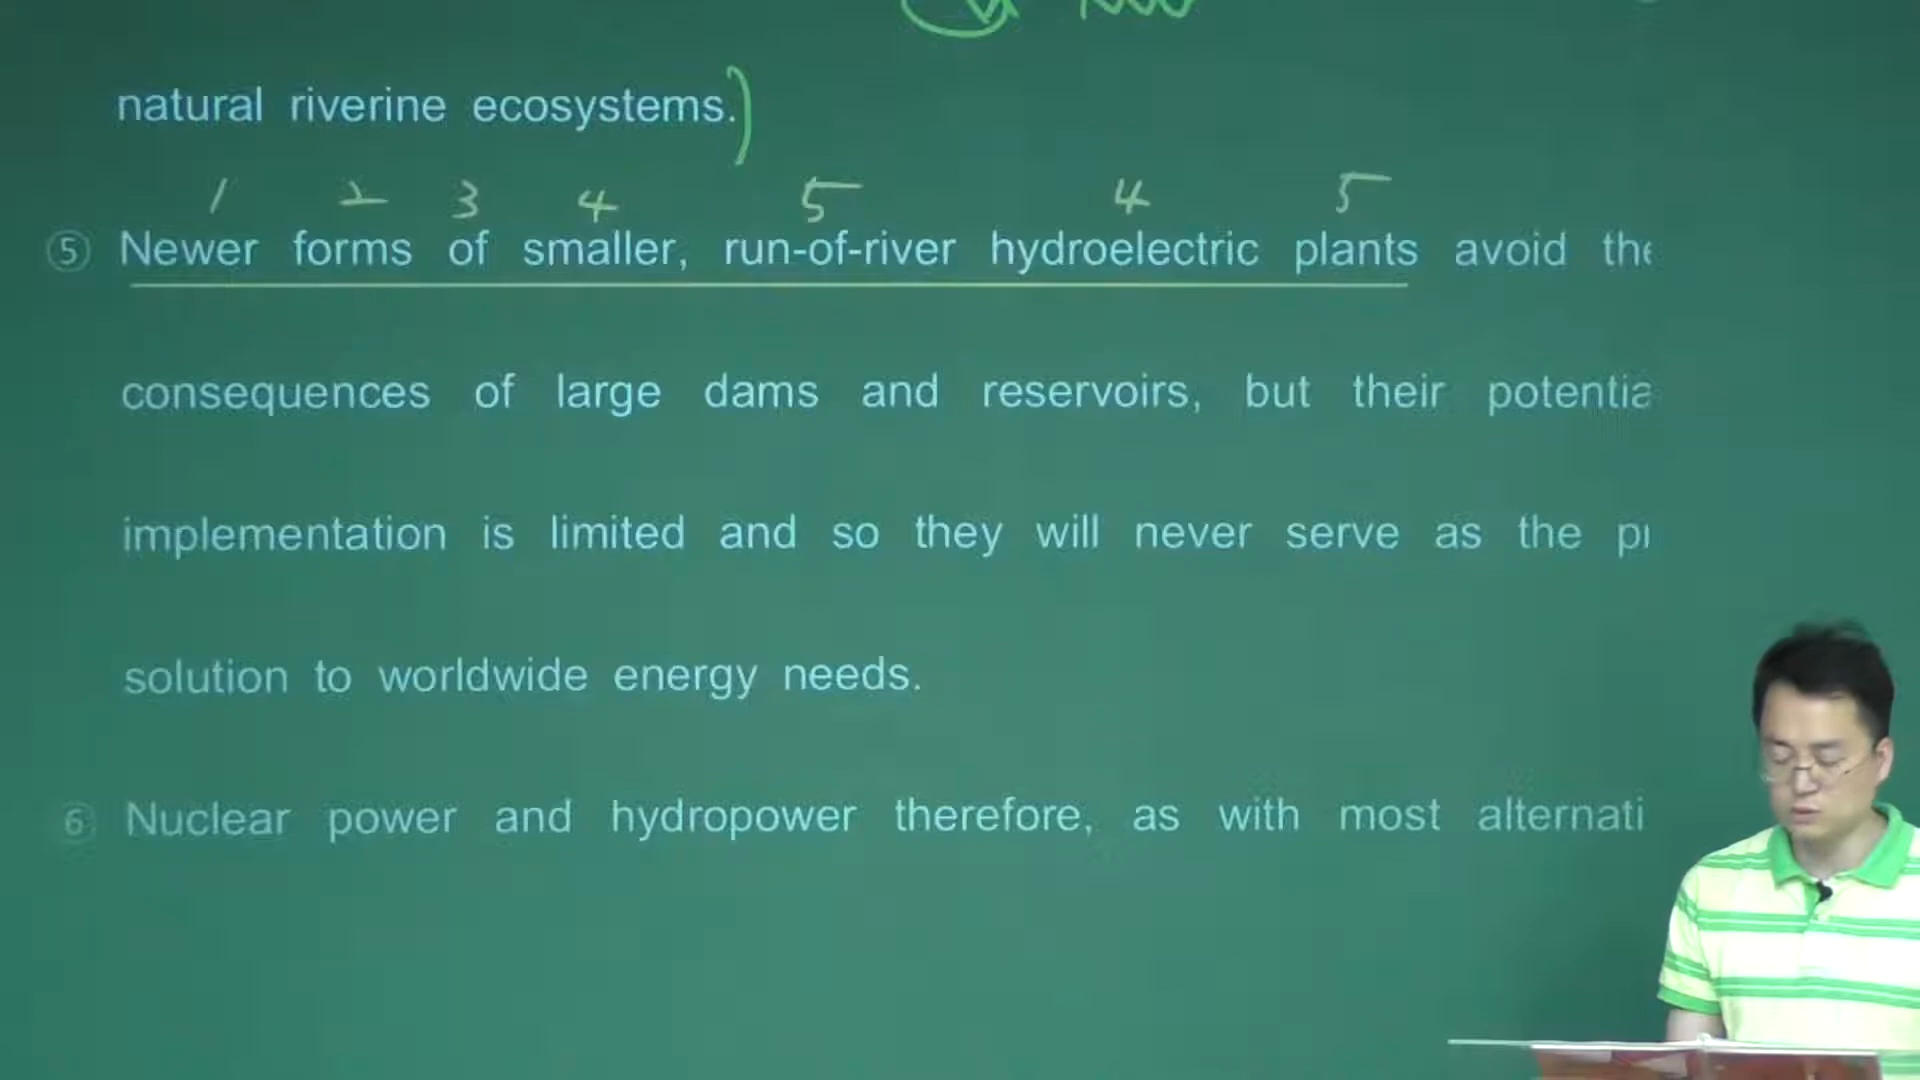 natural riverine ecosystems.)
1 2 3 4 5 4 5
⑤ Newer forms of smaller, run-of-river hydroelectric plants avoid the
consequences of large dams and reservoirs, but their potentia
implementation is limited and so they will never serve as the
solution to worldwide energy needs.
⑥ Nuclear power and hydropower therefore, as with most alternati